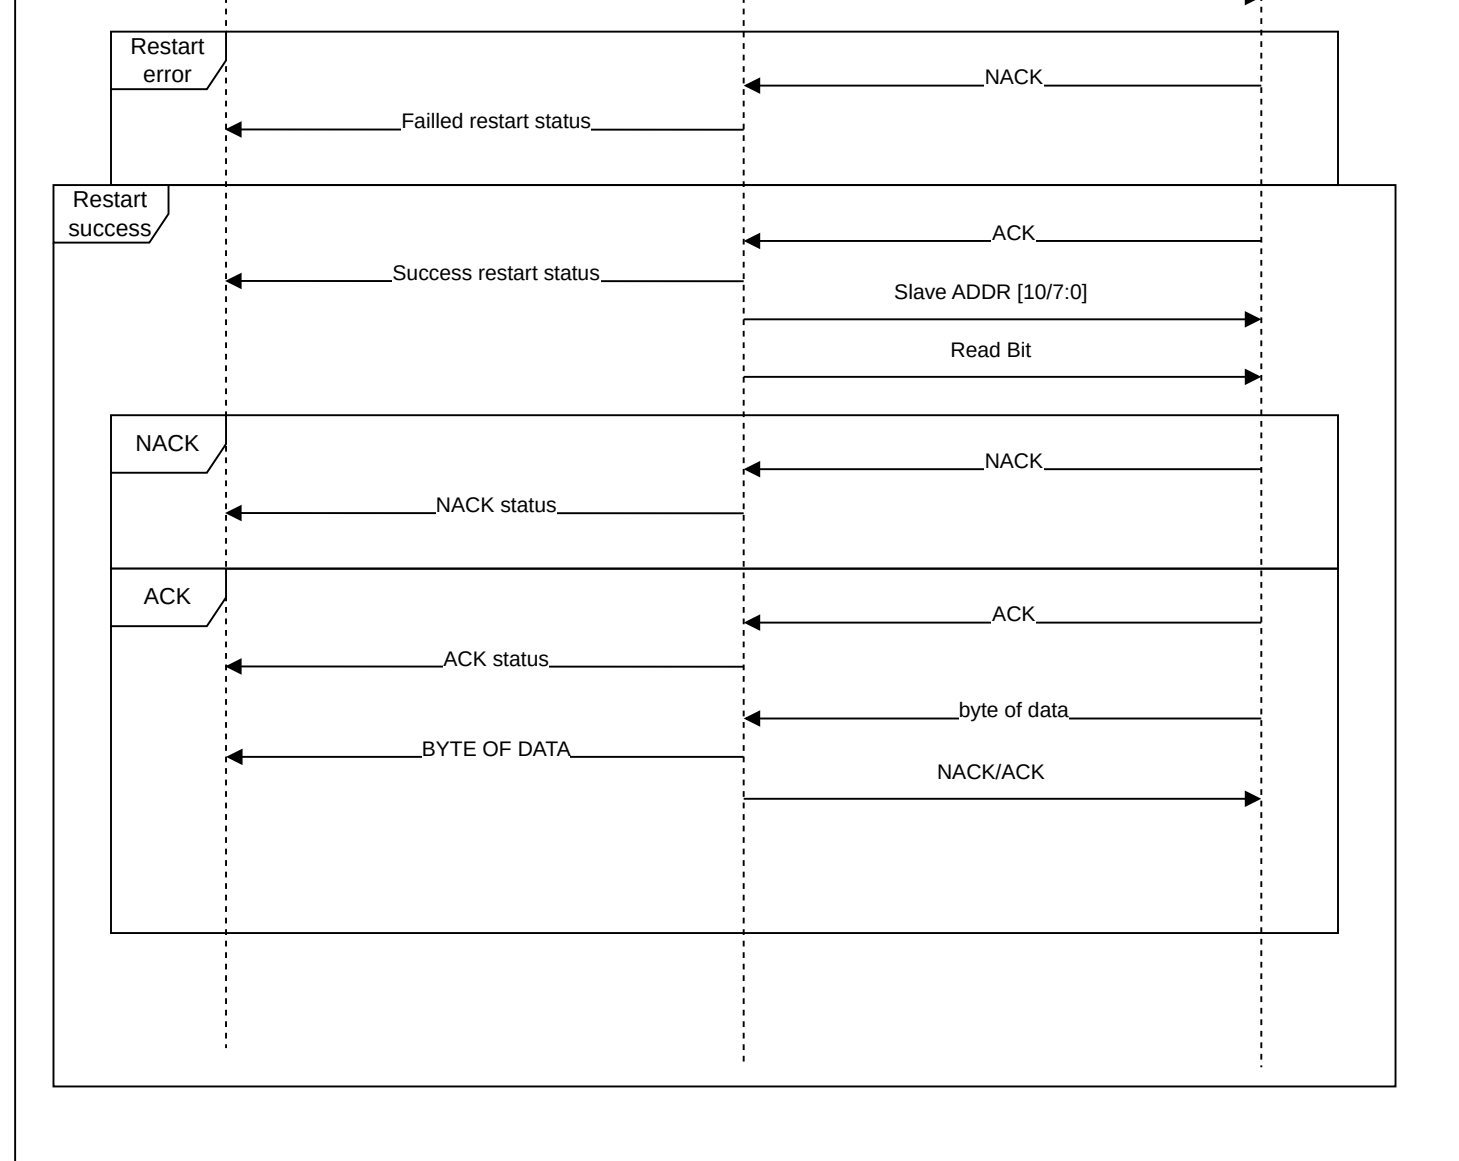 Restart
error
NACK
Failled restart status
Restart
success
ACK
Success restart status
Slave ADDR [10/7:0]
Read Bit
NACK
NACK
NACK status
ACK
ACK
ACK status
byte of data
BYTE OF DATA
NACK/ACK